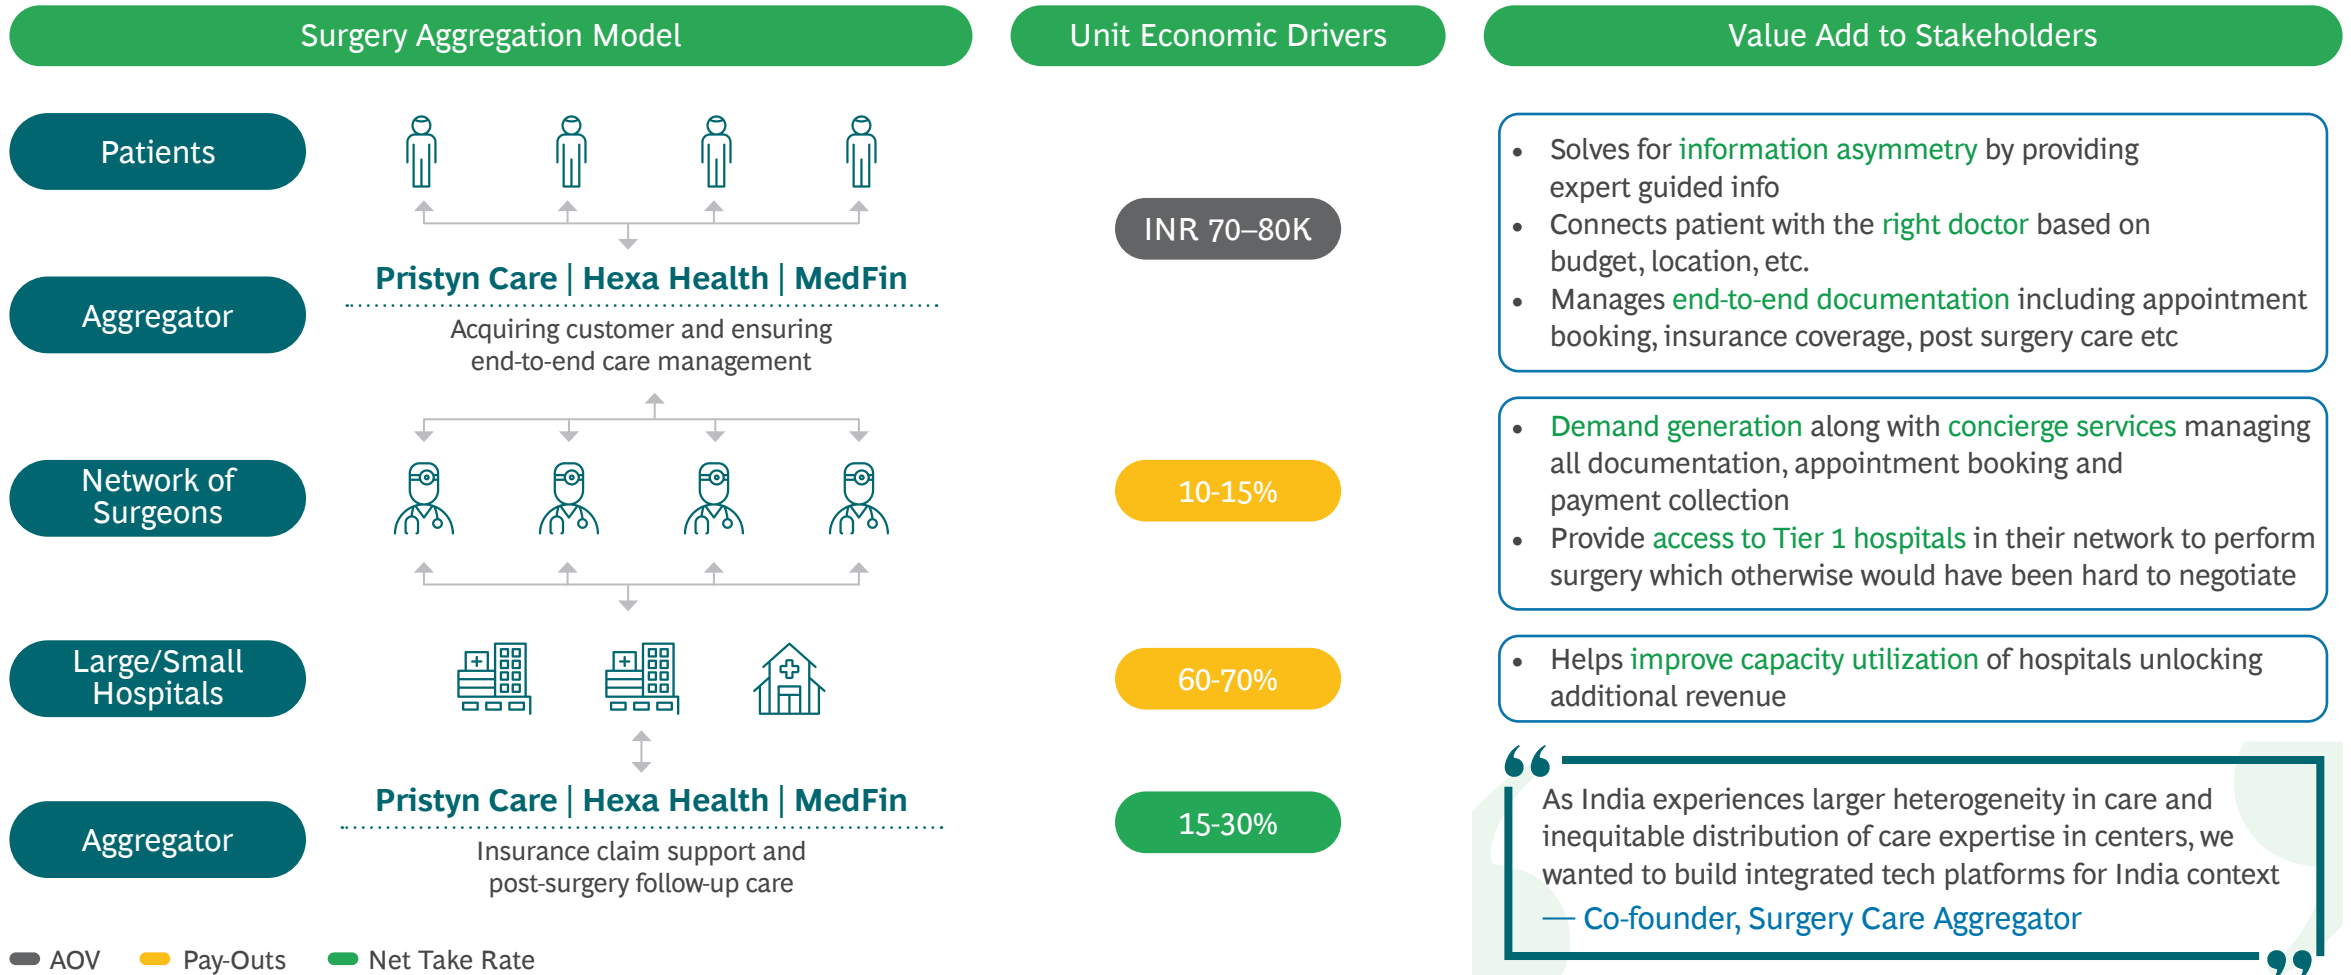 Surgery Aggregation Model
Unit Economic Drivers
Value Add to Stakeholders
Patients
Aggregator
Pristyn Care | Hexa Health | MedFin
Acquiring customer and ensuring
end-to-end care management
INR 70–80K
• Solves for information asymmetry by providing
expert guided info
• Connects patient with the right doctor based on
budget, location, etc.
• Manages end-to-end documentation including appointment
booking, insurance coverage, post surgery care etc
Network of
Surgeons
10-15%
• Demand generation along with concierge services managing
all documentation, appointment booking and
payment collection
• Provide access to Tier 1 hospitals in their network to perform
surgery which otherwise would have been hard to negotiate
Large/Small
Hospitals
60-70%
• Helps improve capacity utilization of hospitals unlocking
additional revenue
Aggregator
Pristyn Care | Hexa Health | MedFin
Insurance claim support and
post-surgery follow-up care
15-30%
“
As India experiences larger heterogeneity in care and
inequitable distribution of care expertise in centers, we
wanted to build integrated tech platforms for India context
— Co-founder, Surgery Care Aggregator
”
AOV
Pay-Outs
Net Take Rate